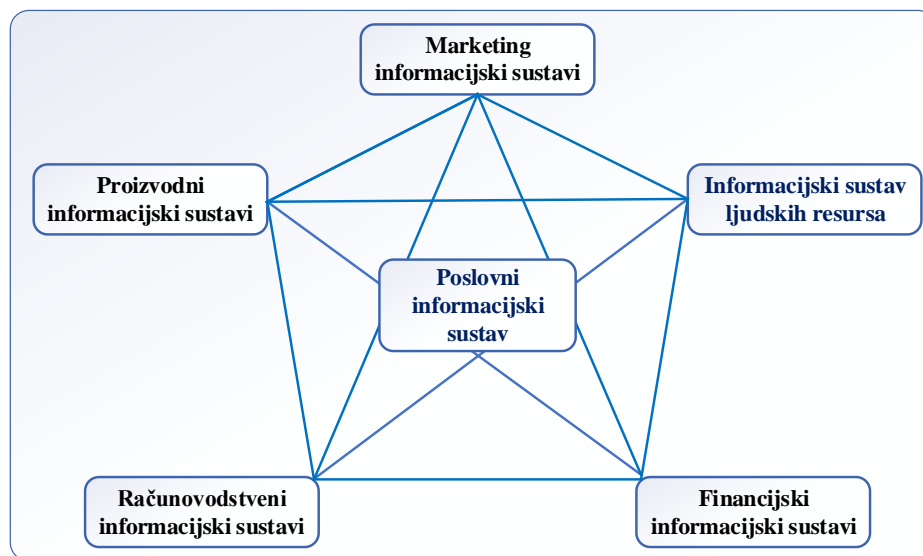 Marketing
informacijski sustavi
Proizvodni
informacijski sustavi
Informacijski sustav
ljudskih resursa
Poslovni
informacijski
sustav
Računovodstveni
informacijski sustavi
Financijski
informacijski sustavi